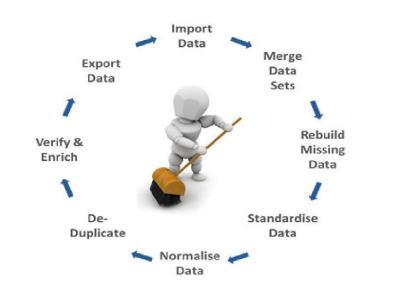 Import
Data
Merge
Data
Sets
Rebuild
Missing
Data
Standardise
Data
Normalise
Data
De-
Duplicate
Verify &
Enrich
Export
Data